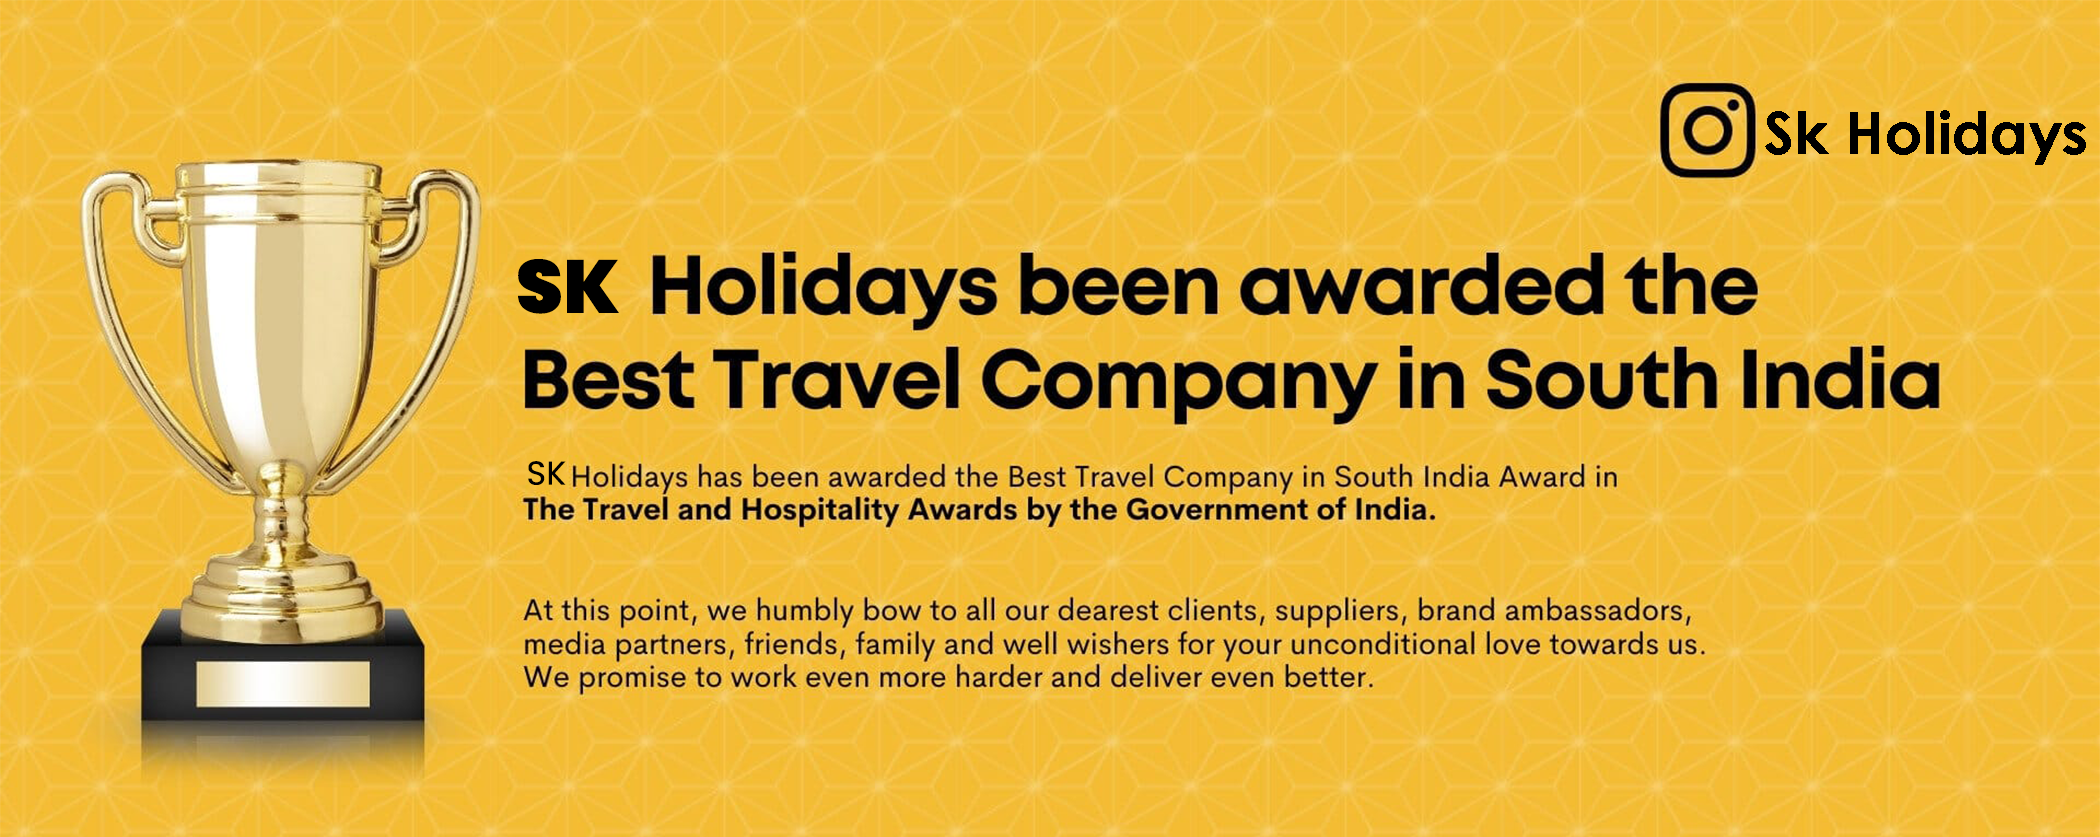 Sk Holidays
SK Holidays been awarded the
Best Travel Company in South India
SK Holidays has been awarded the Best Travel Company in South India Award in
The Travel and Hospitality Awards by the Government of India.
At this point, we humbly bow to all our dearest clients, suppliers, brand ambassadors,
media partners, friends, family and well wishers for your unconditional love towards us.
We promise to work even more harder and deliver even better.